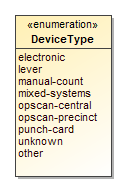 «enumeration»
DeviceType
electronic
lever
manual-count
mixed-systems
opscan-central
opscan-precinct
punch-card
unknown
other